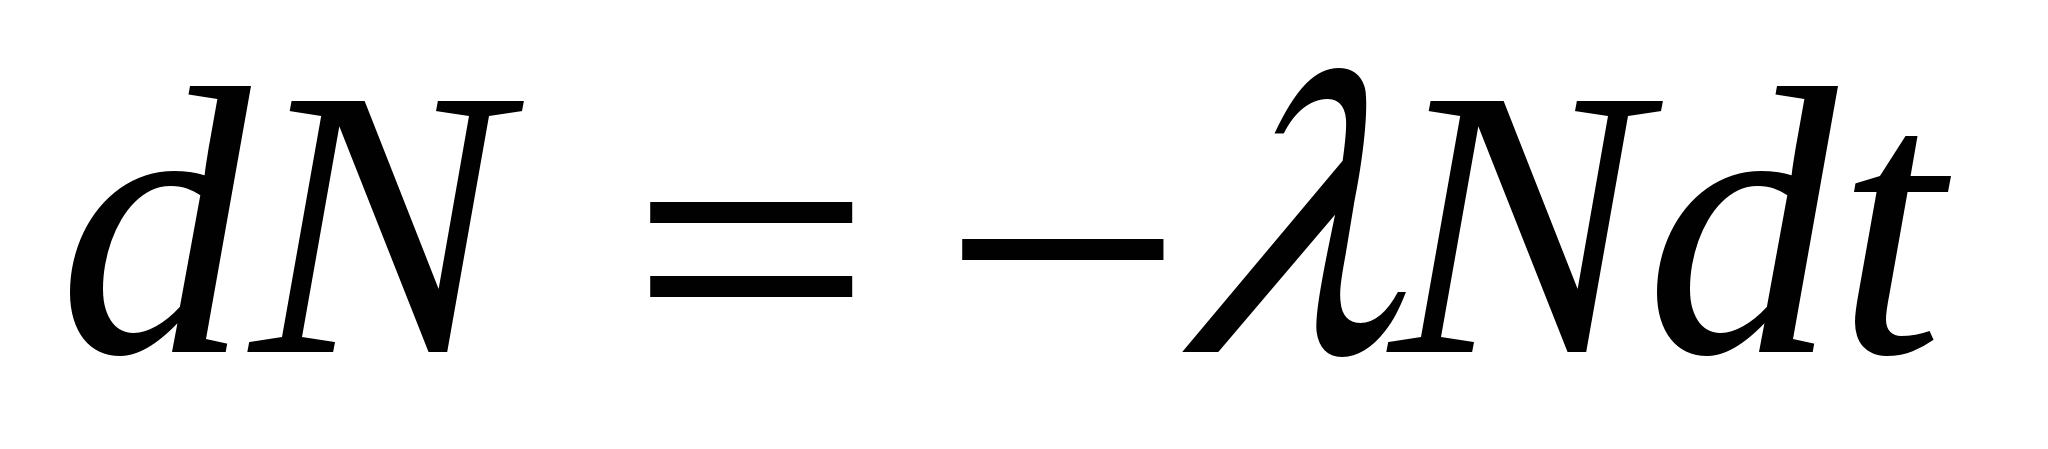 dN = −λNdt